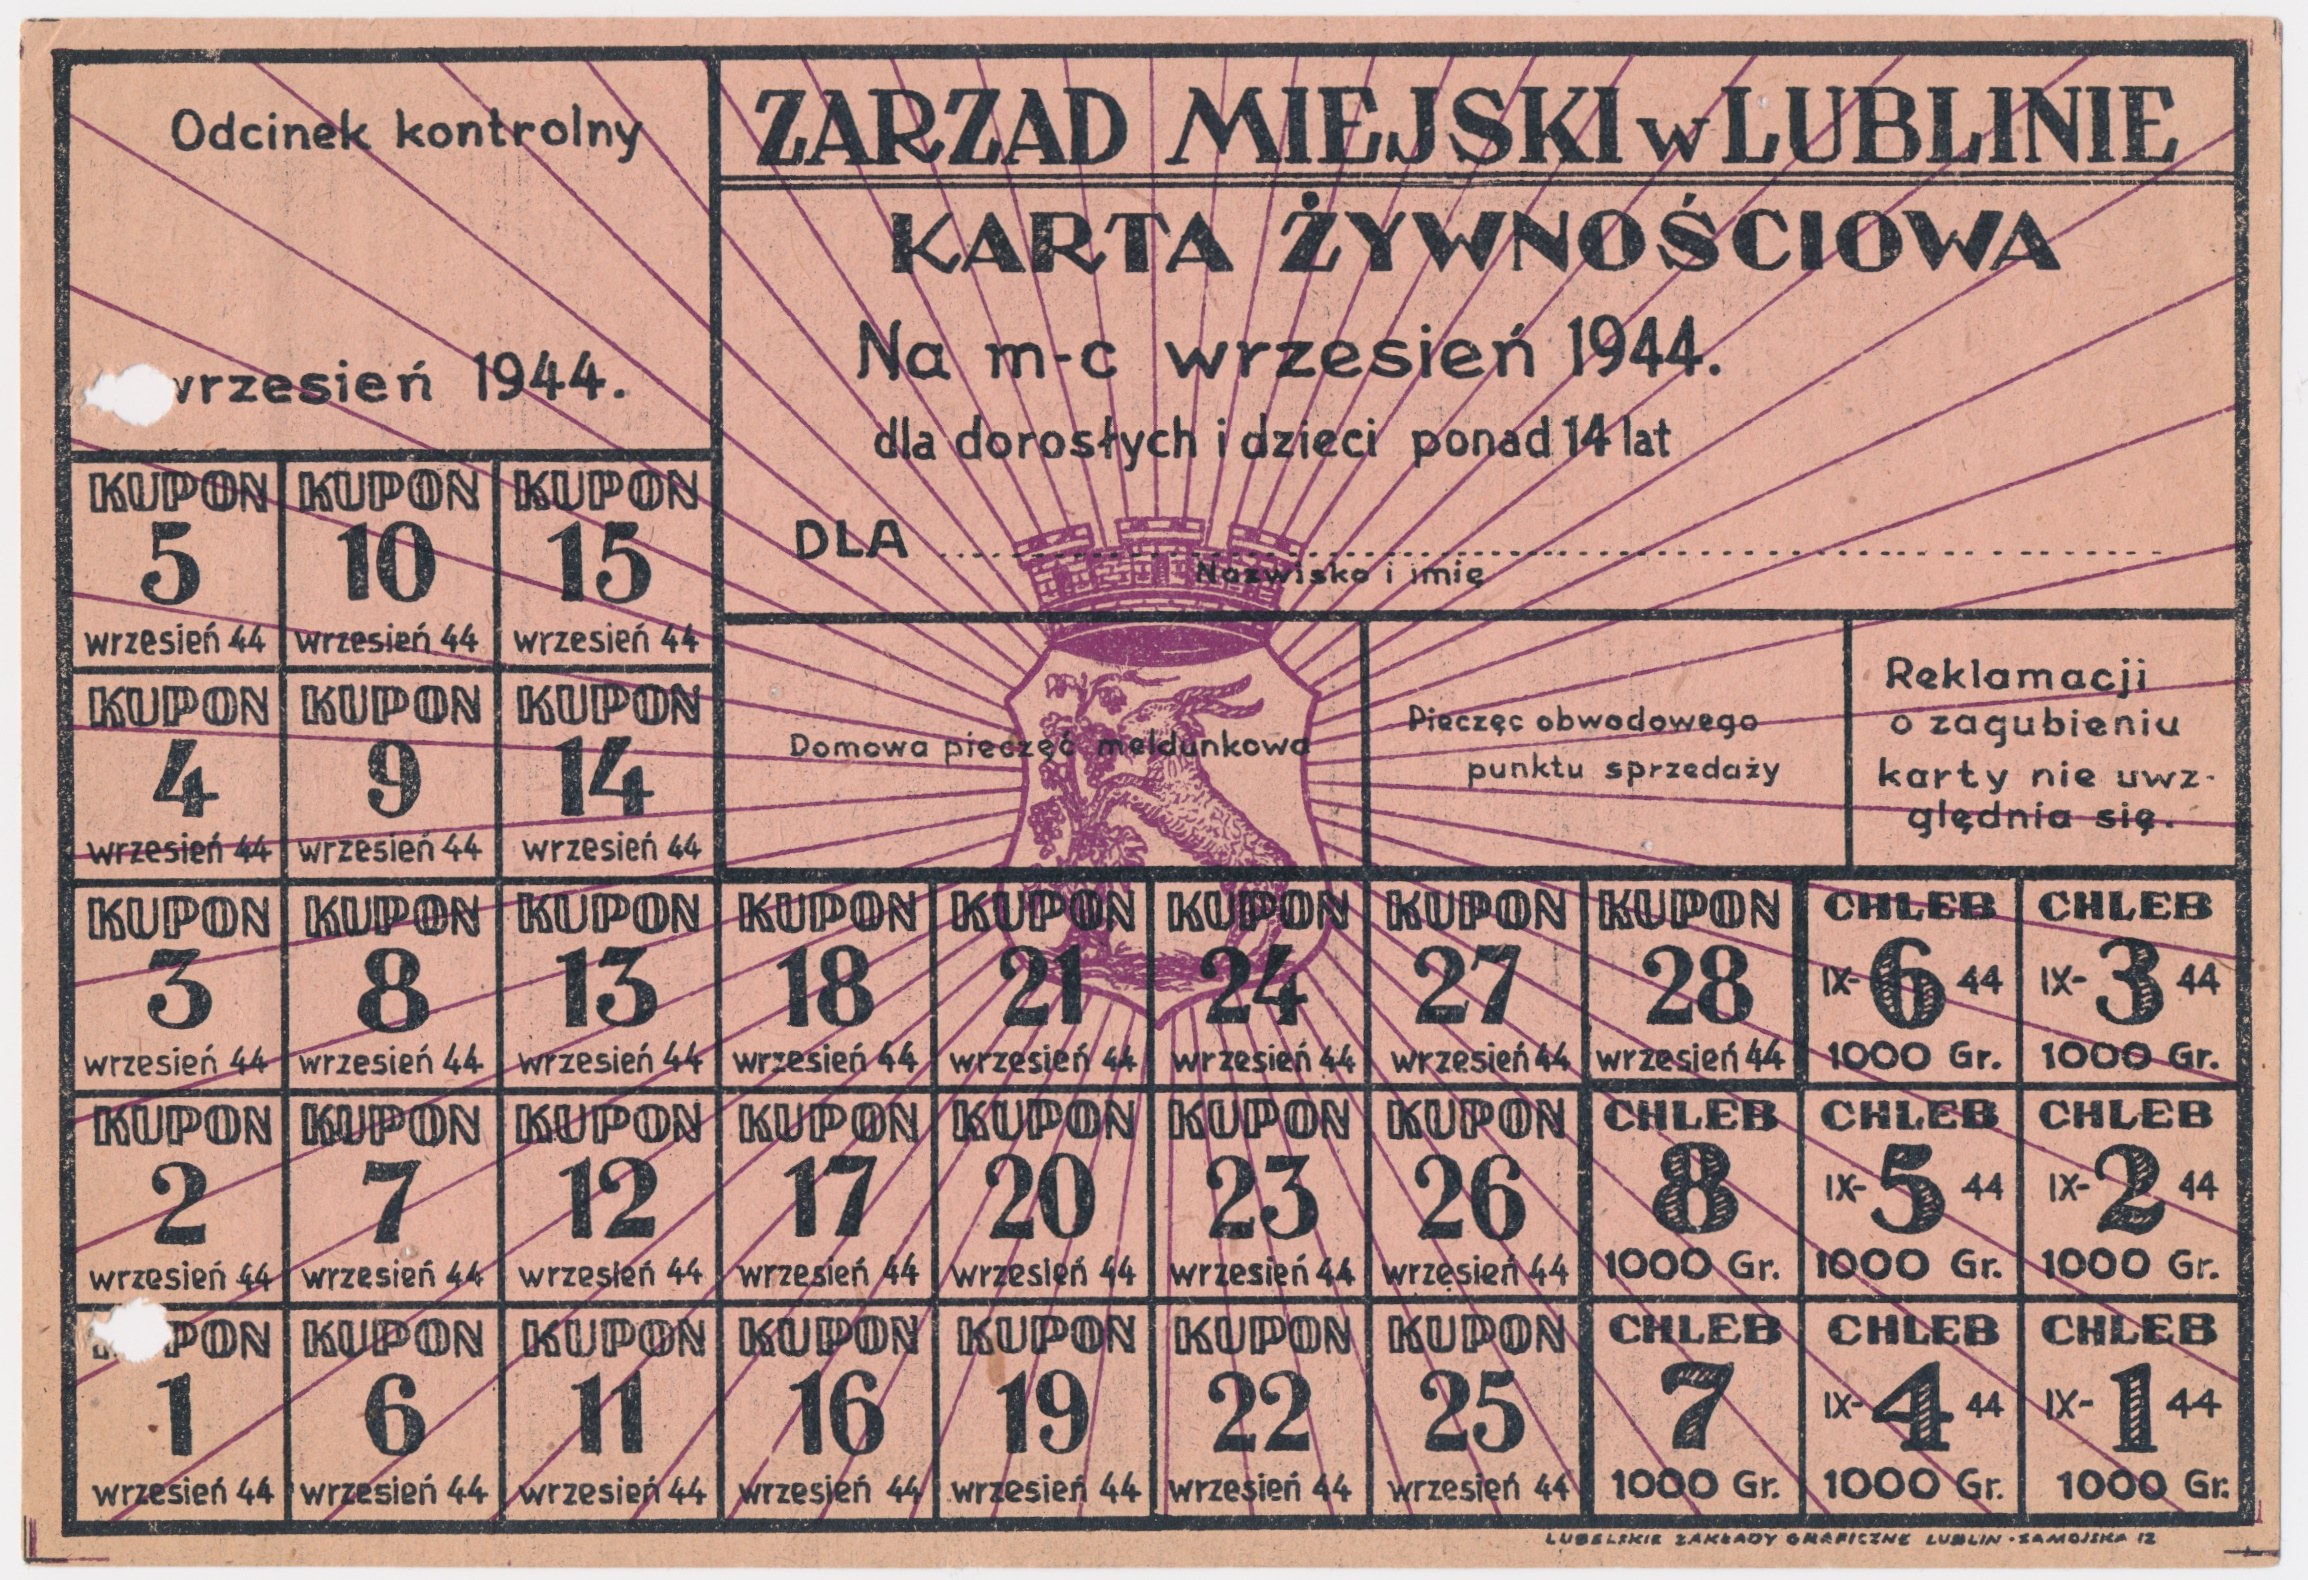 Odcinek kontrolny
wrzesień 1944.
ZARZAD MIEJSKI w LUBLINIE
KARTA ŻYWNOŚCIOWA
Na m-c wrzesień 1944.
dla dorosłych i dzieci ponad 14 lat
DLA
Nazwisko i imię
Domowa pieczęć meldunkowa
Pieczęc obwodowego
punktu sprzedaży
Reklamacji
o zagubieniu
karty nie uwz-
ględnia się.
KUPON KUPON KUPON
5 10 15
wrzesień 44 wrzesień 44 wrzesień 44
KUPON KUPON KUPON
4 9 14
wrzesień 44 wrzesień 44 wrzesień 44
KUPON KUPON KUPON KUPON KUPON KUPON KUPON KUPON CHLEB CHLEB
3 8 13 18 21 24 27 28 IX-6 44 IX-3 44
wrzesień 44 wrzesień 44 wrzesień 44 wrzesień 44 wrzesień 44 wrzesień 44 wrzesień 44 wrzesień 44 1000 Gr. 1000 Gr.
KUPON KUPON KUPON KUPON KUPON KUPON KUPON CHLEB CHLEB CHLEB
2 7 12 17 20 23 26 8 IX-5 44 IX-2 44
wrzesień 44 wrzesień 44 wrzesień 44 wrzesień 44 wrzesień 44 wrzesień 44 wrzesień 44 1000 Gr. 1000 Gr. 1000 Gr.
KUPON KUPON KUPON KUPON KUPON KUPON KUPON CHLEB CHLEB CHLEB
1 6 11 16 19 22 25 7 IX-4 44 IX-1 44
wrzesień 44 wrzesień 44 wrzesień 44 wrzesień 44 wrzesień 44 wrzesień 44 wrzesień 44 1000 Gr. 1000 Gr. 1000 Gr.
LUBELSKIE ZAKŁADY GRAFICZNE LUBLIN - ZAMOJSKA 12